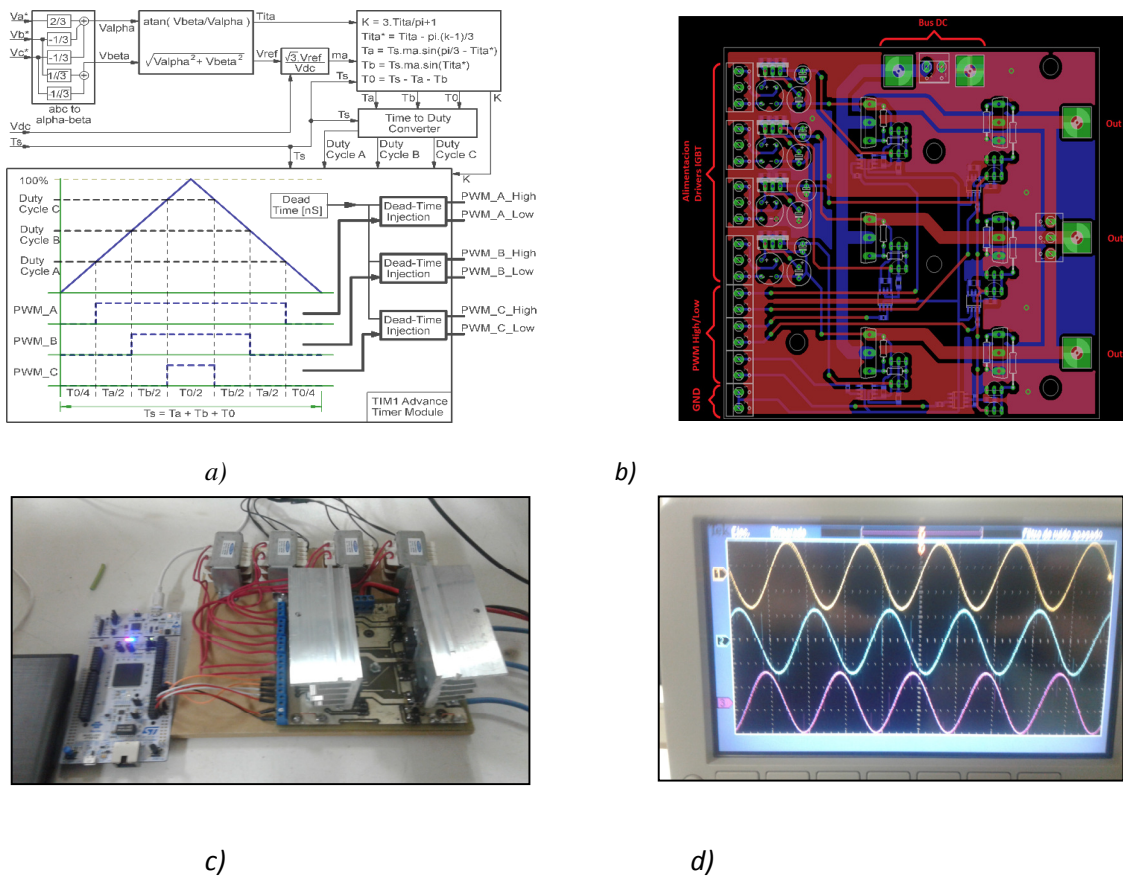 Va*
Vb*
Vc*
2/3
-1/3
-1/3
1/√3
-1/√3
abc to
alpha-beta
Valpha
Vbeta
atan( Vbeta/Valpha )
√Valpha² + Vbeta²
Tita
Vref
√3.Vref
Vdc
ma
Ts
K = 3.Tita/pi+1
Tita* = Tita - pi.(k-1)/3
Ta = Ts.ma.sin(pi/3 - Tita*)
Tb = Ts.ma.sin(Tita*)
T0 = Ts - Ta - Tb
Ta
Tb
T0
K
Vdc
Ts
Ts
Time to Duty
Converter
Ts
Duty
Cycle A
Duty
Cycle B
Duty
Cycle C
K
100%
Duty
Cycle C
Duty
Cycle B
Duty
Cycle A
Dead
Time [nS]
Dead-Time
Injection
PWM_A_High
PWM_A_Low
Dead-Time
Injection
PWM_B_High
PWM_B_Low
Dead-Time
Injection
PWM_C_High
PWM_C_Low
PWM_A
PWM_B
PWM_C
T0/4
Ta/2
Tb/2
T0/2
Tb/2
Ta/2
T0/4
Ts = Ta + Tb + T0
TIM1 Advance
Timer Module
a)
Bus DC
Alimentacion
Drivers IGBT
PWM High/Low
GND
Out
Out
Out
b)
c)
1
2
3
d)